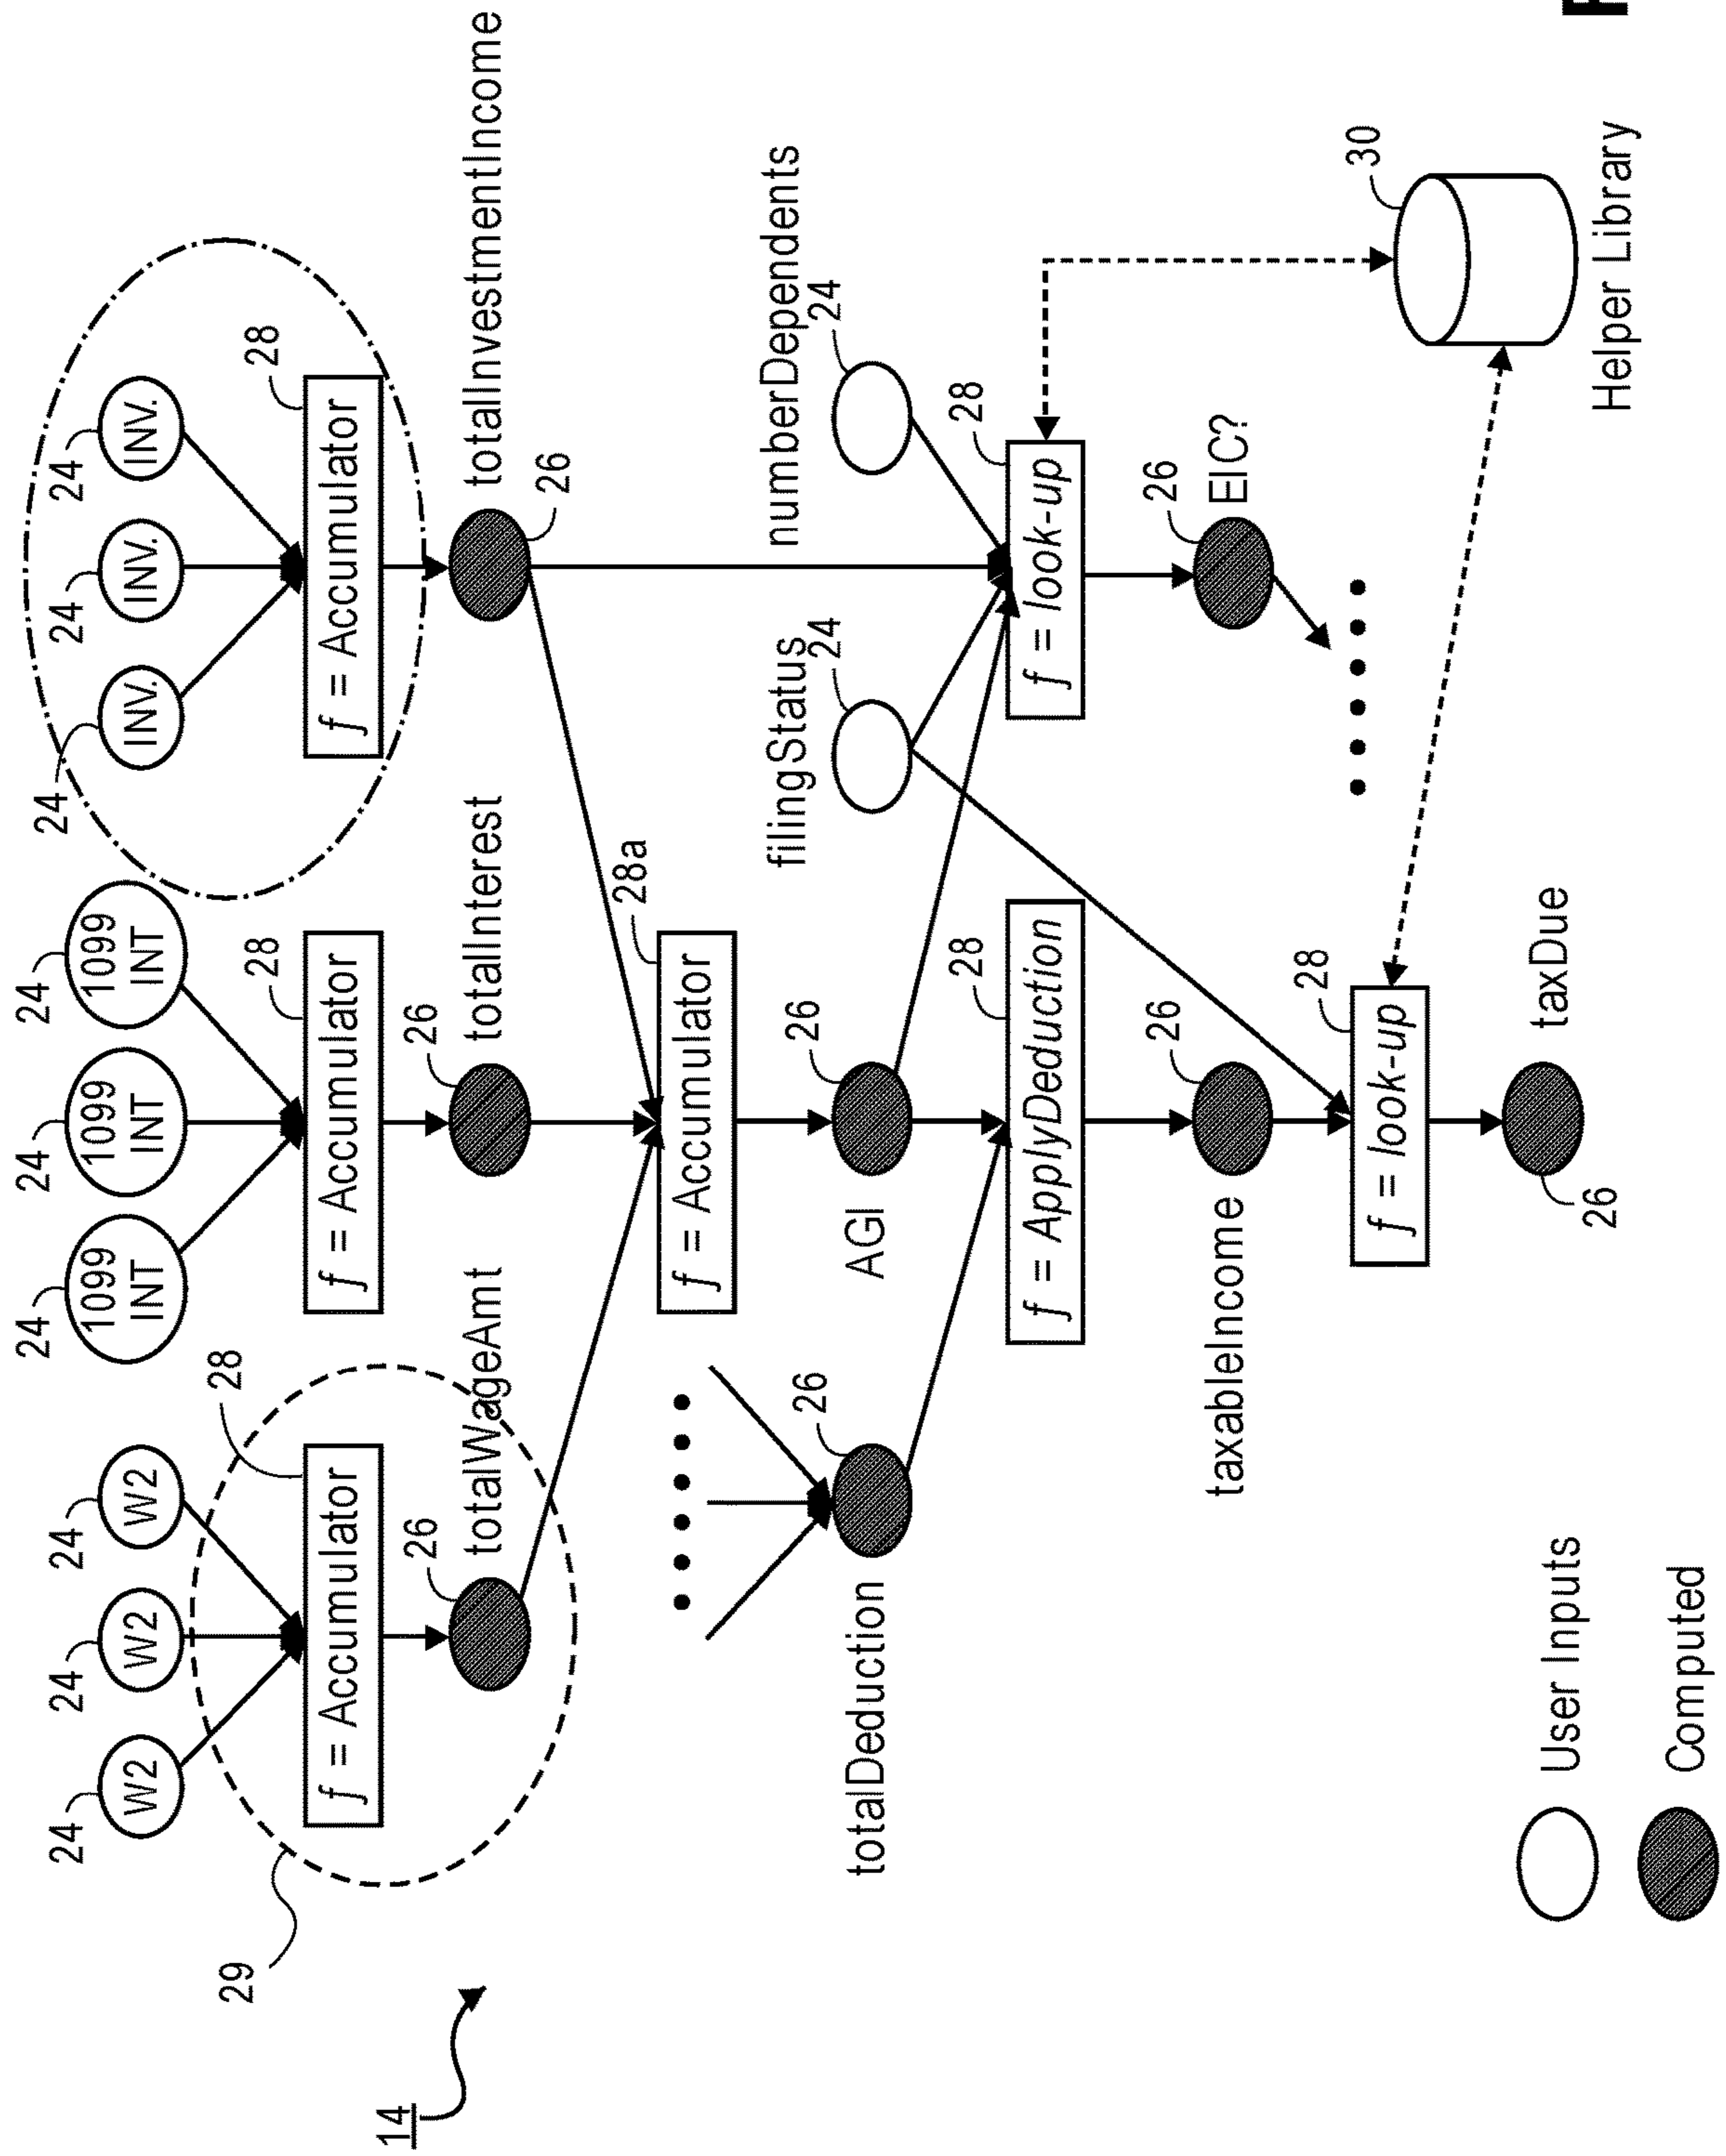 24 24 24
24 24 24 24 24 24
1099 INT 1099 INT 1099 INT
W2 W2 W2 INV. INV. INV.
29
28 28 28
f = Accumulator f = Accumulator f = Accumulator
14
26 26
totalWageAmt totalInterest totalInvestmentIncome
26
28a
f = Accumulator
filingStatus numberDependents
26 26 24 24
totalDeduction AGI
28 28
f = ApplyDeduction f = look-up
26 26
taxableIncome EIC?
28 30
f = look-up
taxDue
26
Helper Library
User Inputs
Computed